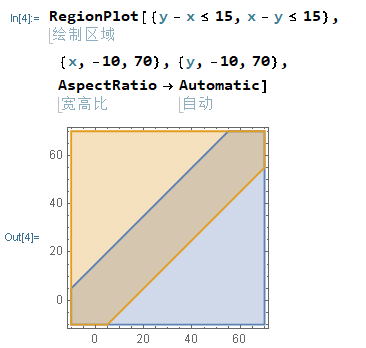 In[4]:= RegionPlot[{y - x ≤ 15, x - y ≤ 15},
绘制区域
{x, -10, 70}, {y, -10, 70},
AspectRatio → Automatic]
宽高比 自动
Out[4]=
60
40
20
0
0 20 40 60